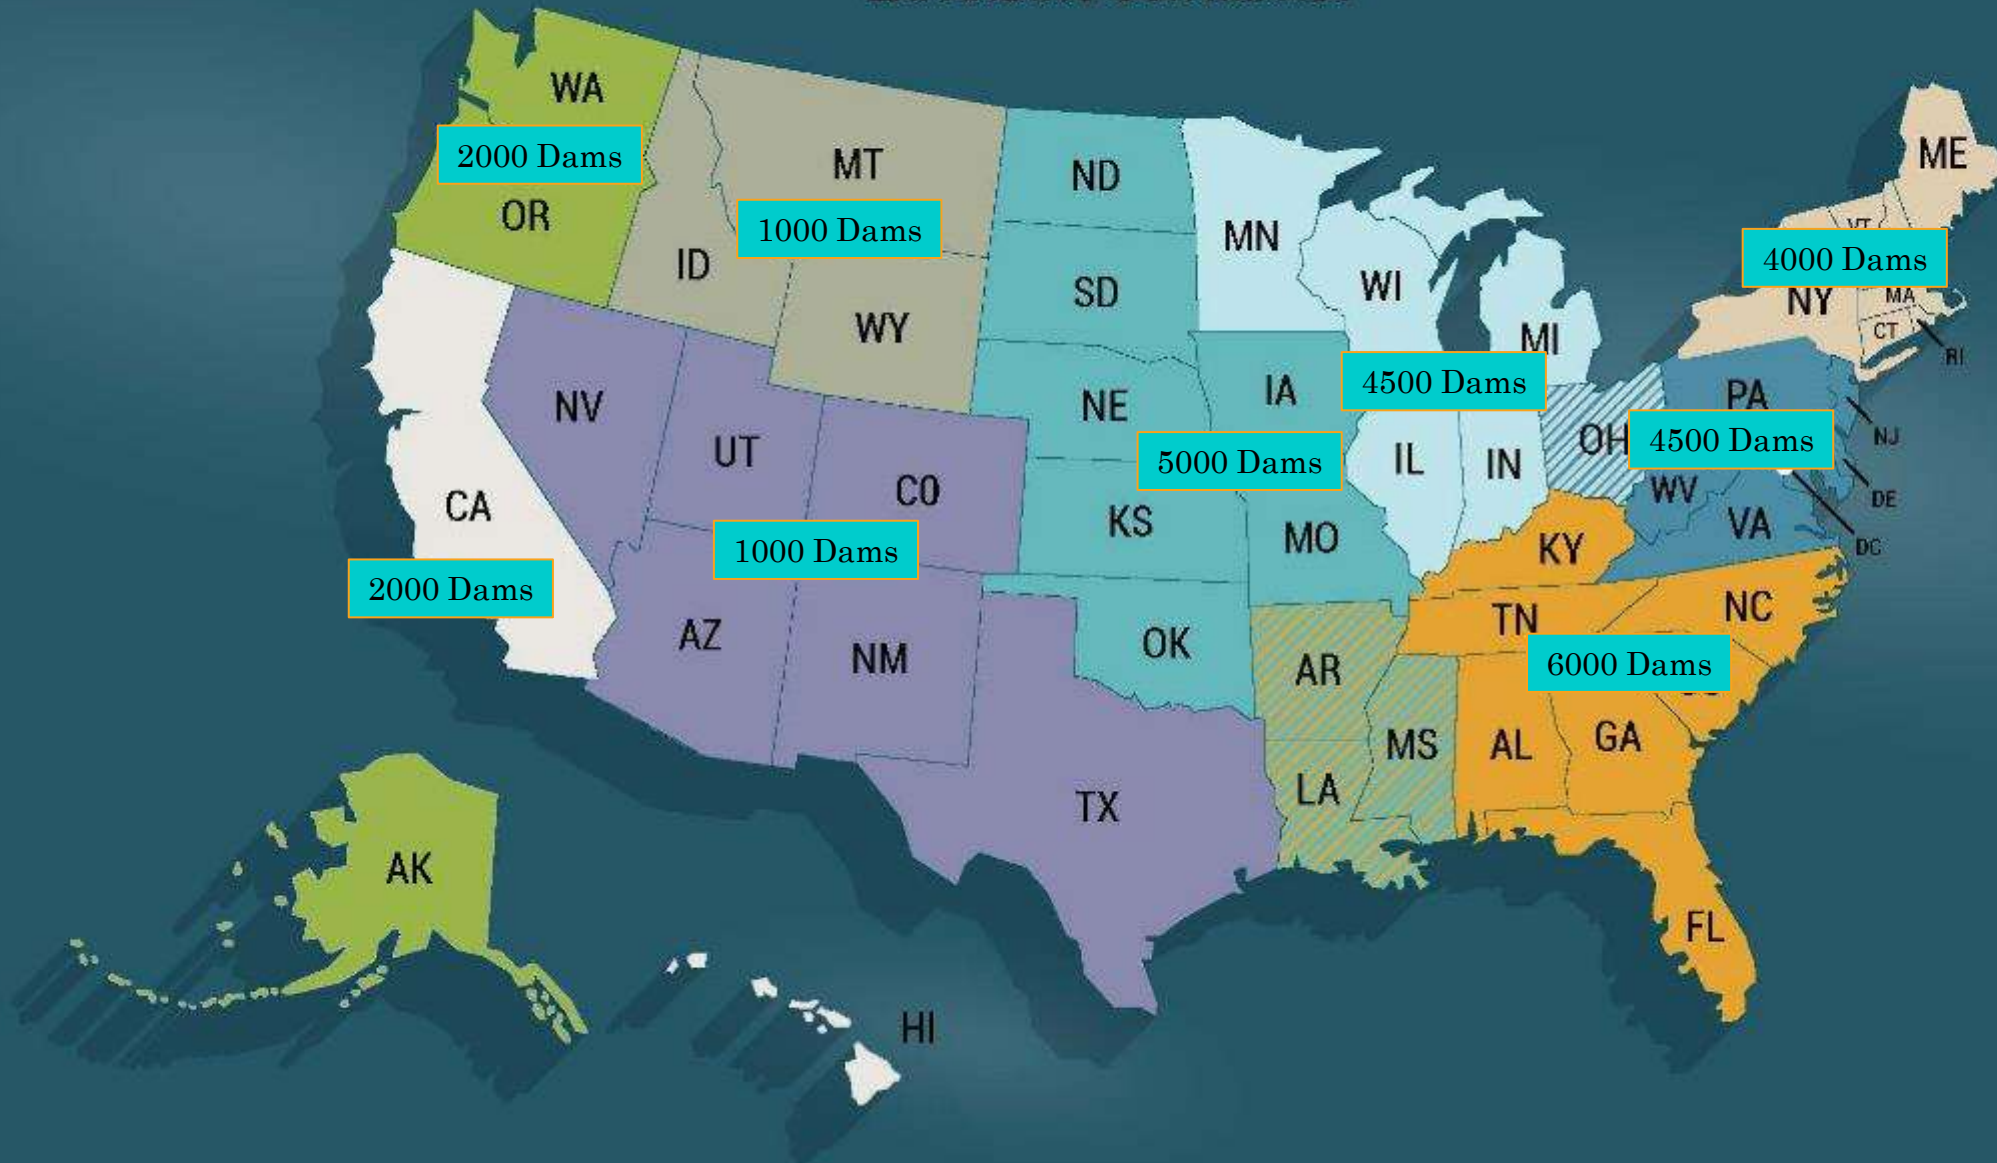 WA
2000 Dams
OR
MT
1000 Dams
ID
WY
ND
SD
NE
KS
OK
MN
WI
MI
IA
4500 Dams
5000 Dams
IL
IN
MO
OH
4500 Dams
PA
WV
VA
ME
VT
4000 Dams
NY
MA
CT
RI
NJ
DE
DC
NV
UT
CO
CA
2000 Dams
1000 Dams
AZ
NM
TX
AR
LA
MS
KY
TN
NC
6000 Dams
AL
GA
FL
AK
HI